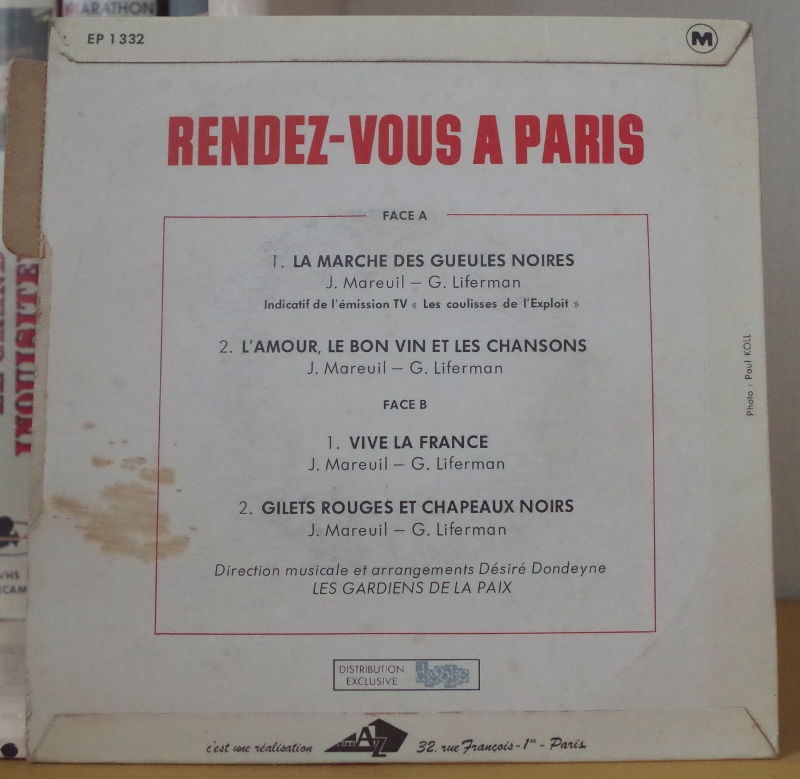 MARATHON
EP 1332
M
RENDEZ-VOUS A PARIS
FACE A
1. LA MARCHE DES GUEULES NOIRES
J. Mareuil – G. Liferman
Indicatif de l'émission TV « Les coulisses de l'Exploit »
2. L'AMOUR, LE BON VIN ET LES CHANSONS
J. Mareuil – G. Liferman
FACE B
1. VIVE LA FRANCE
J. Mareuil – G. Liferman
2. GILETS ROUGES ET CHAPEAUX NOIRS
J. Mareuil – G. Liferman
Direction musicale et arrangements Désiré Dondeyne
LES GARDIENS DE LA PAIX
Photo : Paul KOLL
DISTRIBUTION
EXCLUSIVE
c'est une réalisation AZ 32. rue François-1er - Paris
INQUISITE
VHS
SECAM